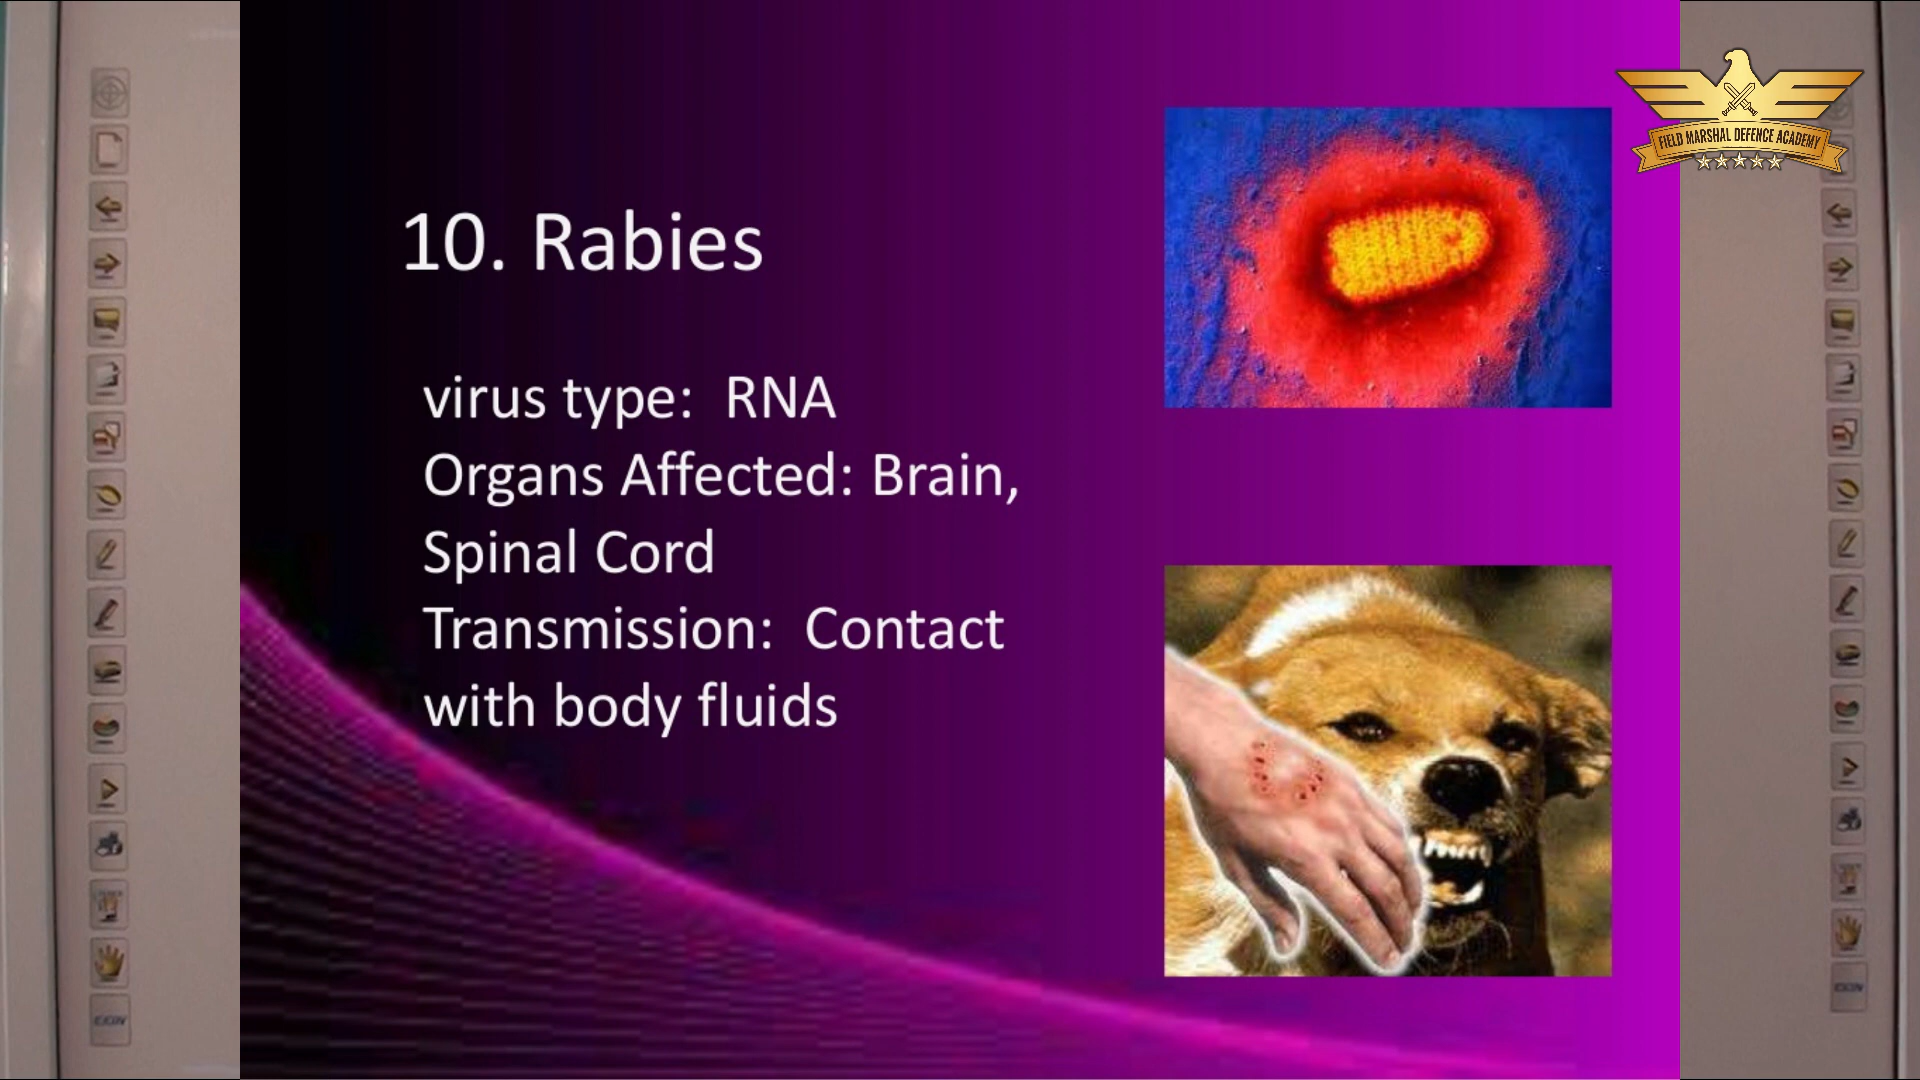 10. Rabies
virus type: RNA
Organs Affected: Brain,
Spinal Cord
Transmission: Contact
with body fluids
FIELD MARSHAL DEFENCE ACADEMY